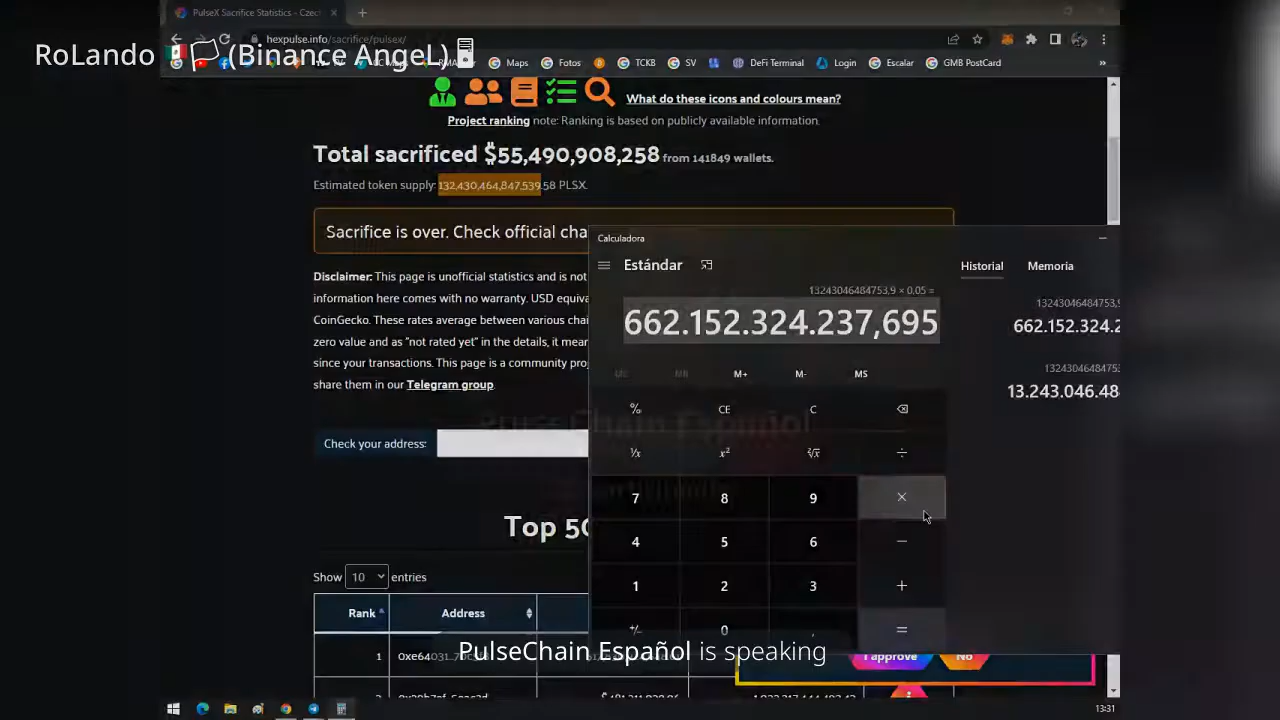 PulseX Sacrifice Statistics - Czech
hexpulse.info/sacrifice/pulsex/
RoLando 🇲🇽🏳 (Binance AngeL)🖥
Maps Fotos TCKB SV DeFi Terminal Login Escalar GMB PostCard »
What do these icons and colours mean?
Project ranking note: Ranking is based on publicly available information.
Total sacrificed $55,490,908,258 from 141849 wallets.
Estimated token supply: 132,430,464,847,539.58 PLSX.
Sacrifice is over. Check official cha
Disclaimer: This page is unofficial statistics and is not
information here comes with no warranty. USD equiva
CoinGecko. These rates average between various chai
zero value and as "not rated yet" in the details, it mean
since your transactions. This page is a community proj
share them in our Telegram group.
Check your address:
Top 50
Show 10 entries
Rank Address
1 0xe64031
Calculadora
Estándar
Historial Memoria
13243046484753,9 × 0,05 =
662.152.324.237,695
13243046484753,9
662.152.324.2
1324304648475
13.243.046.48
MC MR M+ M- MS
% CE C ⌫
¹/x x² ²√x ÷
7 8 9 ×
4 5 6 −
1 2 3 +
+/- 0 , =
PulseChain Español
PulseChain Español is speaking
I approve No
13:31